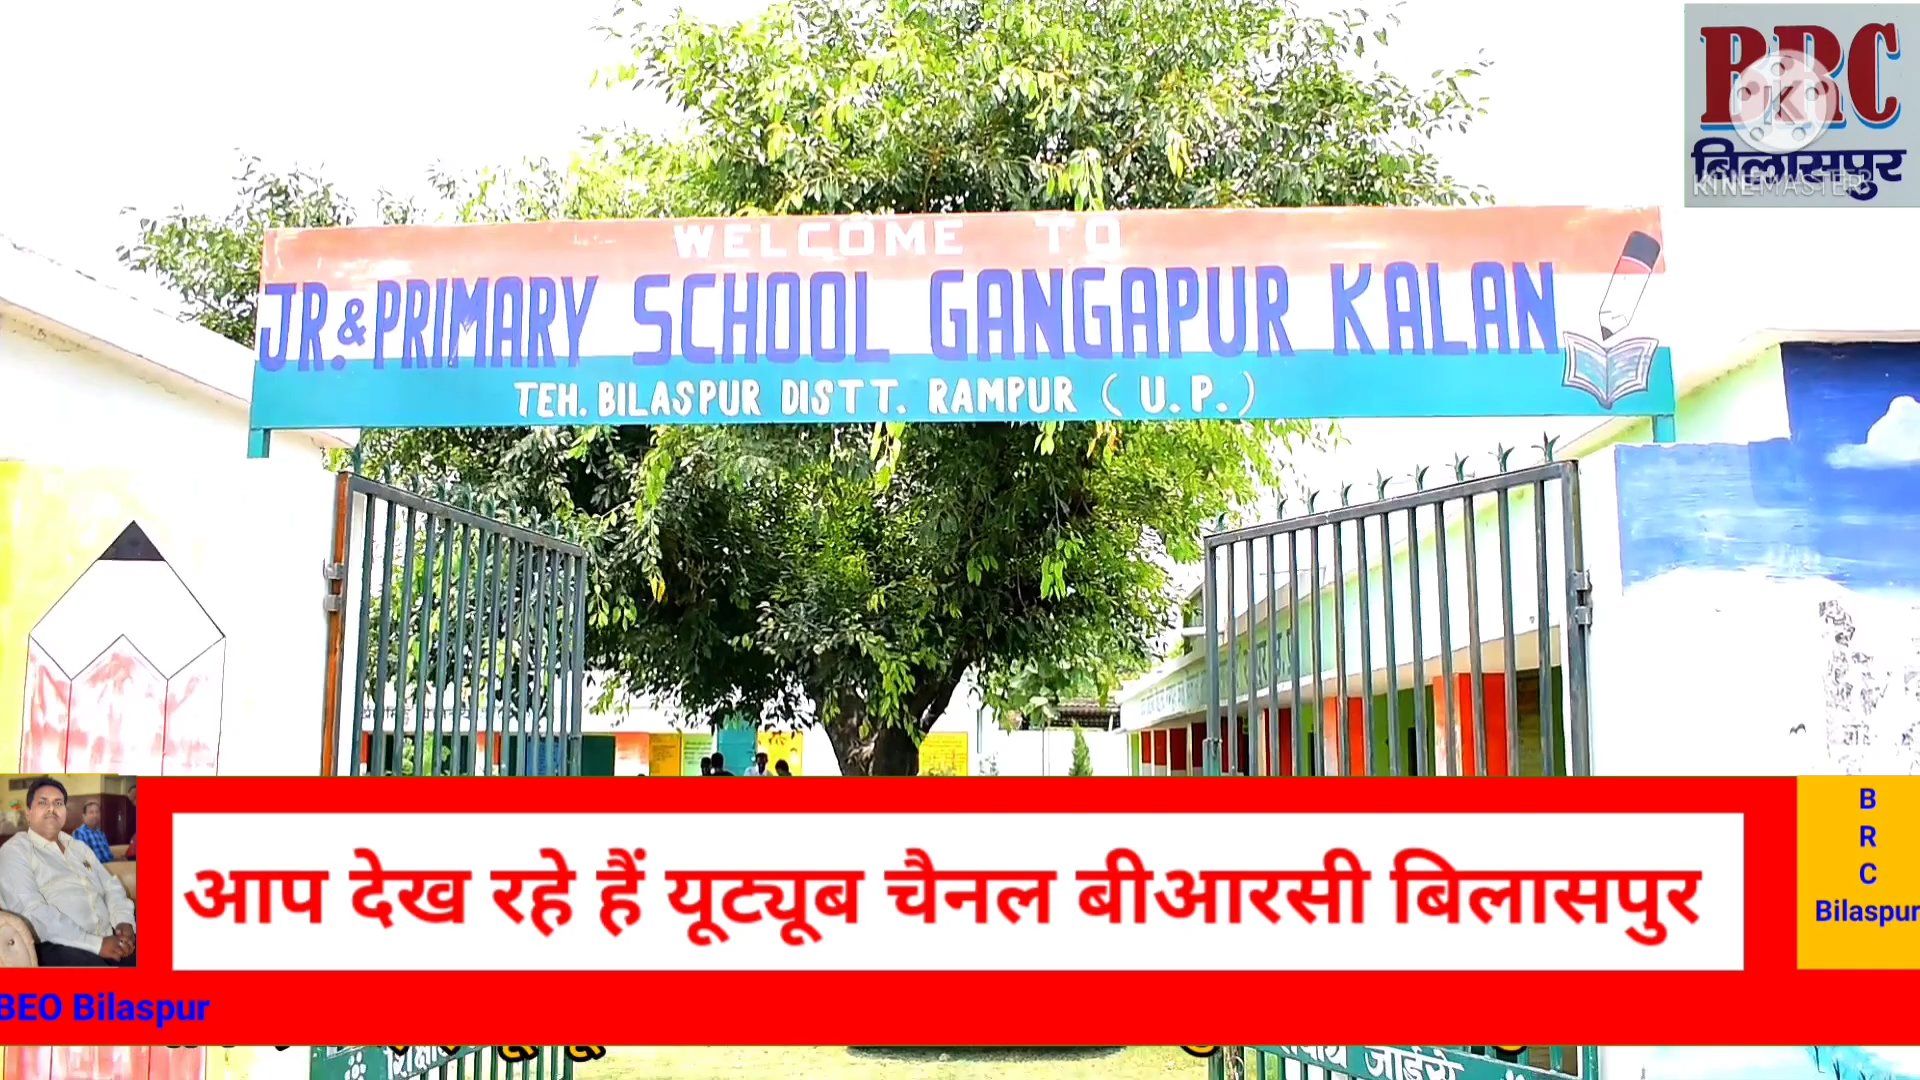 BRC
बिलासपुर
KINEMASTER
WELCOME TO
JR. & PRIMARY SCHOOL GANGAPUR KALAN
TEH. BILASPUR DISTT. RAMPUR ( U.P. )
आप देख रहे हैं यूट्यूब चैनल बीआरसी बिलासपुर
B
R
C
Bilaspur
BEO Bilaspur